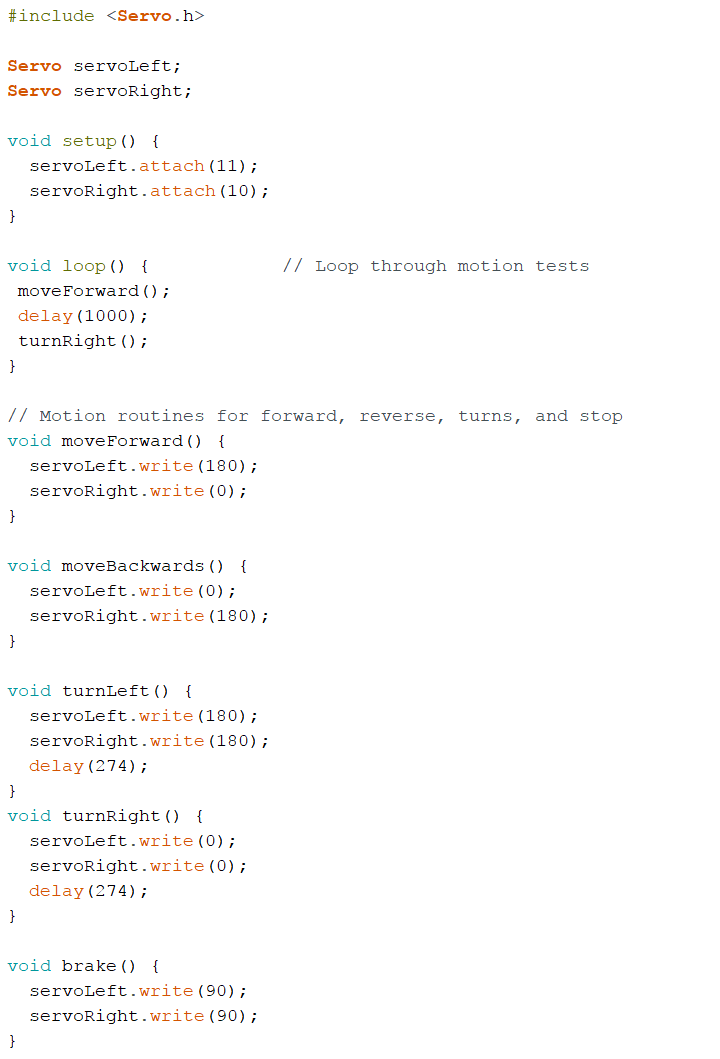 #include <Servo.h>

Servo servoLeft;
Servo servoRight;

void setup() {
  servoLeft.attach(11);
  servoRight.attach(10);
}

void loop() {            // Loop through motion tests
 moveForward();
 delay(1000);
 turnRight();
}

// Motion routines for forward, reverse, turns, and stop
void moveForward() {
  servoLeft.write(180);
  servoRight.write(0);
}

void moveBackwards() {
  servoLeft.write(0);
  servoRight.write(180);
}

void turnLeft() {
  servoLeft.write(180);
  servoRight.write(180);
  delay(274);
}
void turnRight() {
  servoLeft.write(0);
  servoRight.write(0);
  delay(274);
}

void brake() {
  servoLeft.write(90);
  servoRight.write(90);
}